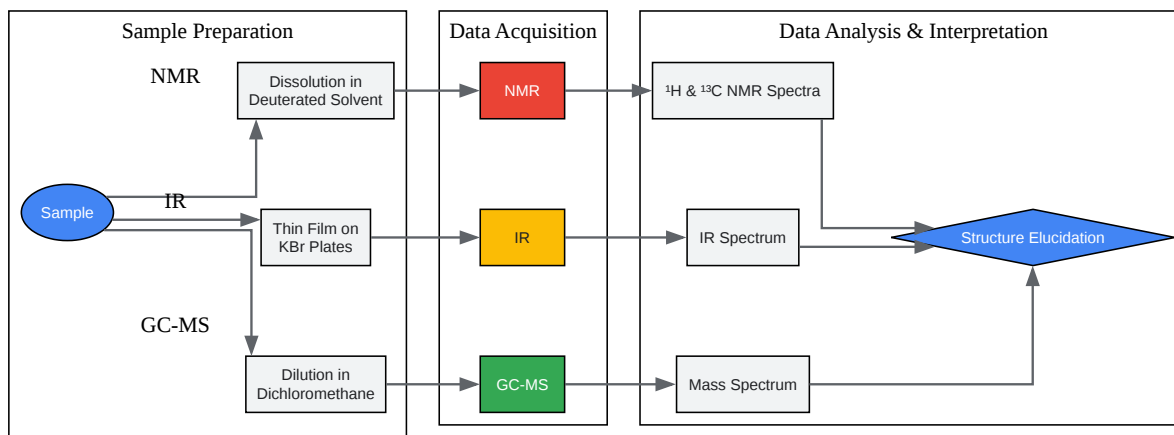 Sample Preparation
Data Acquisition
Data Analysis & Interpretation
NMR
Dissolution in
Deuterated Solvent
NMR
¹H & ¹³C NMR Spectra
Sample
IR
Thin Film on
KBr Plates
IR
IR Spectrum
Structure Elucidation
GC-MS
Dilution in
Dichloromethane
GC-MS
Mass Spectrum